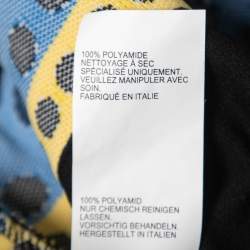 100% POLYAMIDE
NETTOYAGE À SEC
SPÉCIALISÉ UNIQUEMENT.
VEUILLEZ MANIPULER AVEC
SOIN.
FABRIQUÉ EN ITALIE
100% POLYAMID
NUR CHEMISCH REINIGEN
LASSEN.
VORSICHTIG BEHANDELN
HERGESTELLT IN ITALIEN